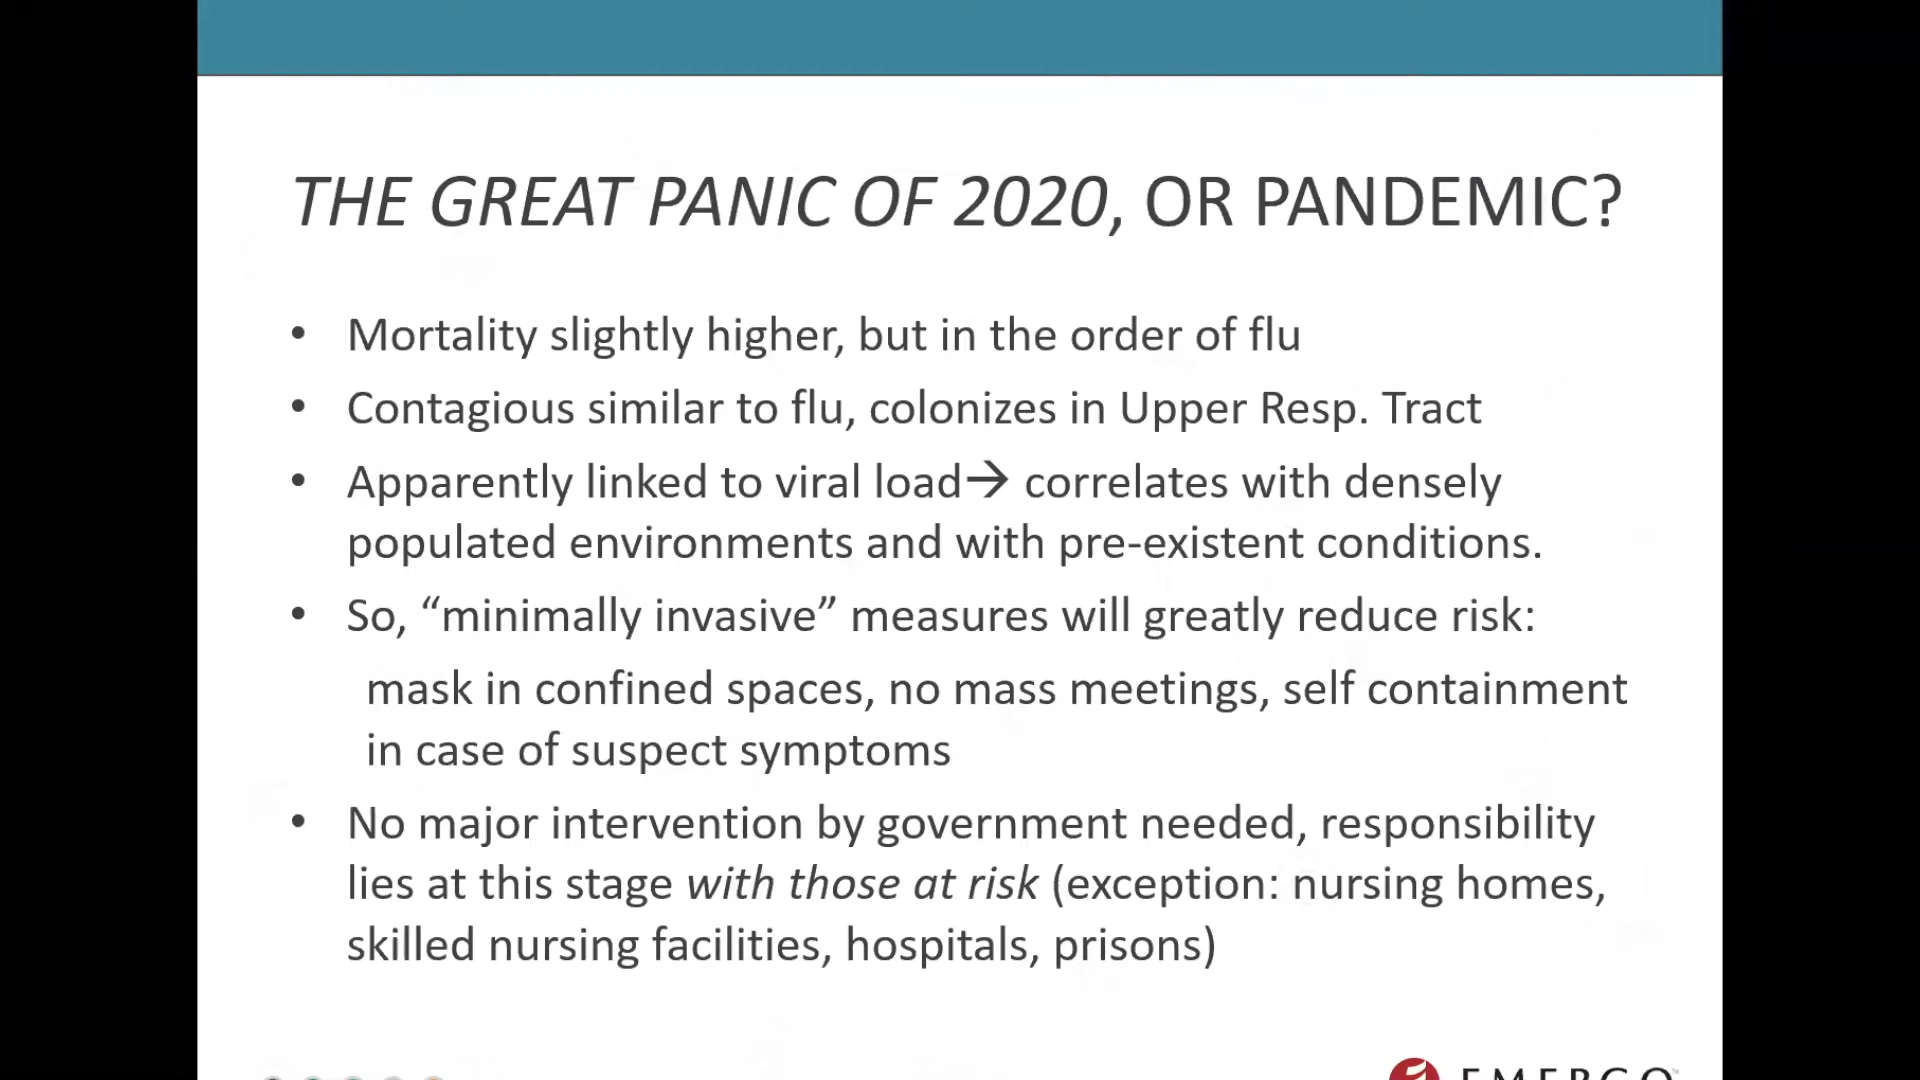 THE GREAT PANIC OF 2020, OR PANDEMIC?
• Mortality slightly higher, but in the order of flu
• Contagious similar to flu, colonizes in Upper Resp. Tract
• Apparently linked to viral load→ correlates with densely
populated environments and with pre-existent conditions.
• So, “minimally invasive” measures will greatly reduce risk:
mask in confined spaces, no mass meetings, self containment
in case of suspect symptoms
• No major intervention by government needed, responsibility
lies at this stage with those at risk (exception: nursing homes,
skilled nursing facilities, hospitals, prisons)
EMERGO